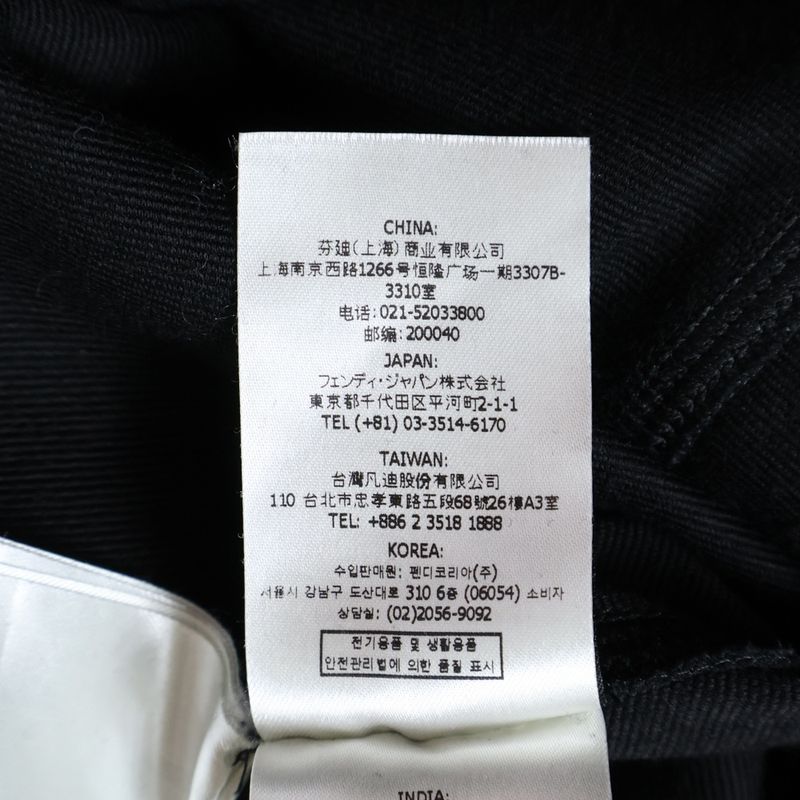 CHINA:
芬迪(上海)商业有限公司
上海南京西路1266号恒隆广场一期3307B-
3310室
电话:021-52033800
邮编:200040
JAPAN:
フェンディ・ジャパン株式会社
東京都千代田区平河町2-1-1
TEL (+81) 03-3514-6170
TAIWAN:
台灣凡迪股份有限公司
110 台北市忠孝東路五段68號26樓A3室
TEL: +886 2 3518 1888
KOREA:
수입판매원: 펜디코리아(주)
서울시 강남구 도산대로 310 6층 (06054) 소비자
상담실: (02)2056-9092
전기용품 및 생활용품
안전관리법에 의한 품질 표시
INDIA: